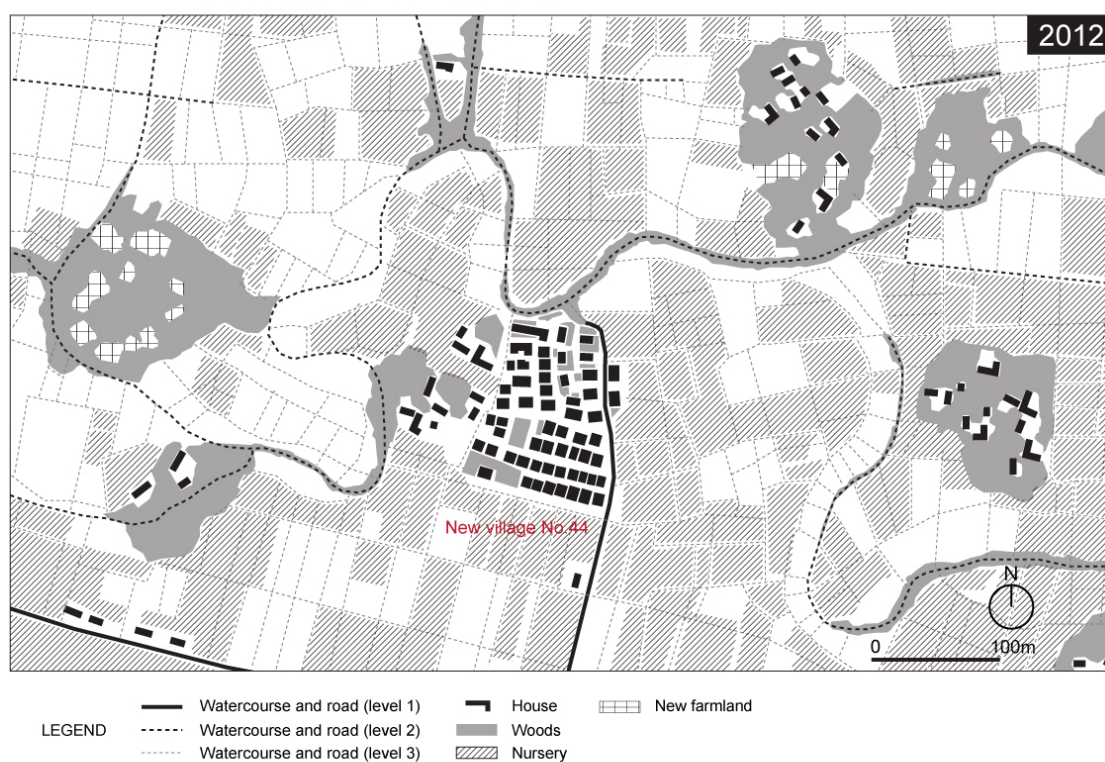 2012
New village No.44
N
0 100m
LEGEND
Watercourse and road (level 1)
Watercourse and road (level 2)
Watercourse and road (level 3)
House
Woods
Nursery
New farmland